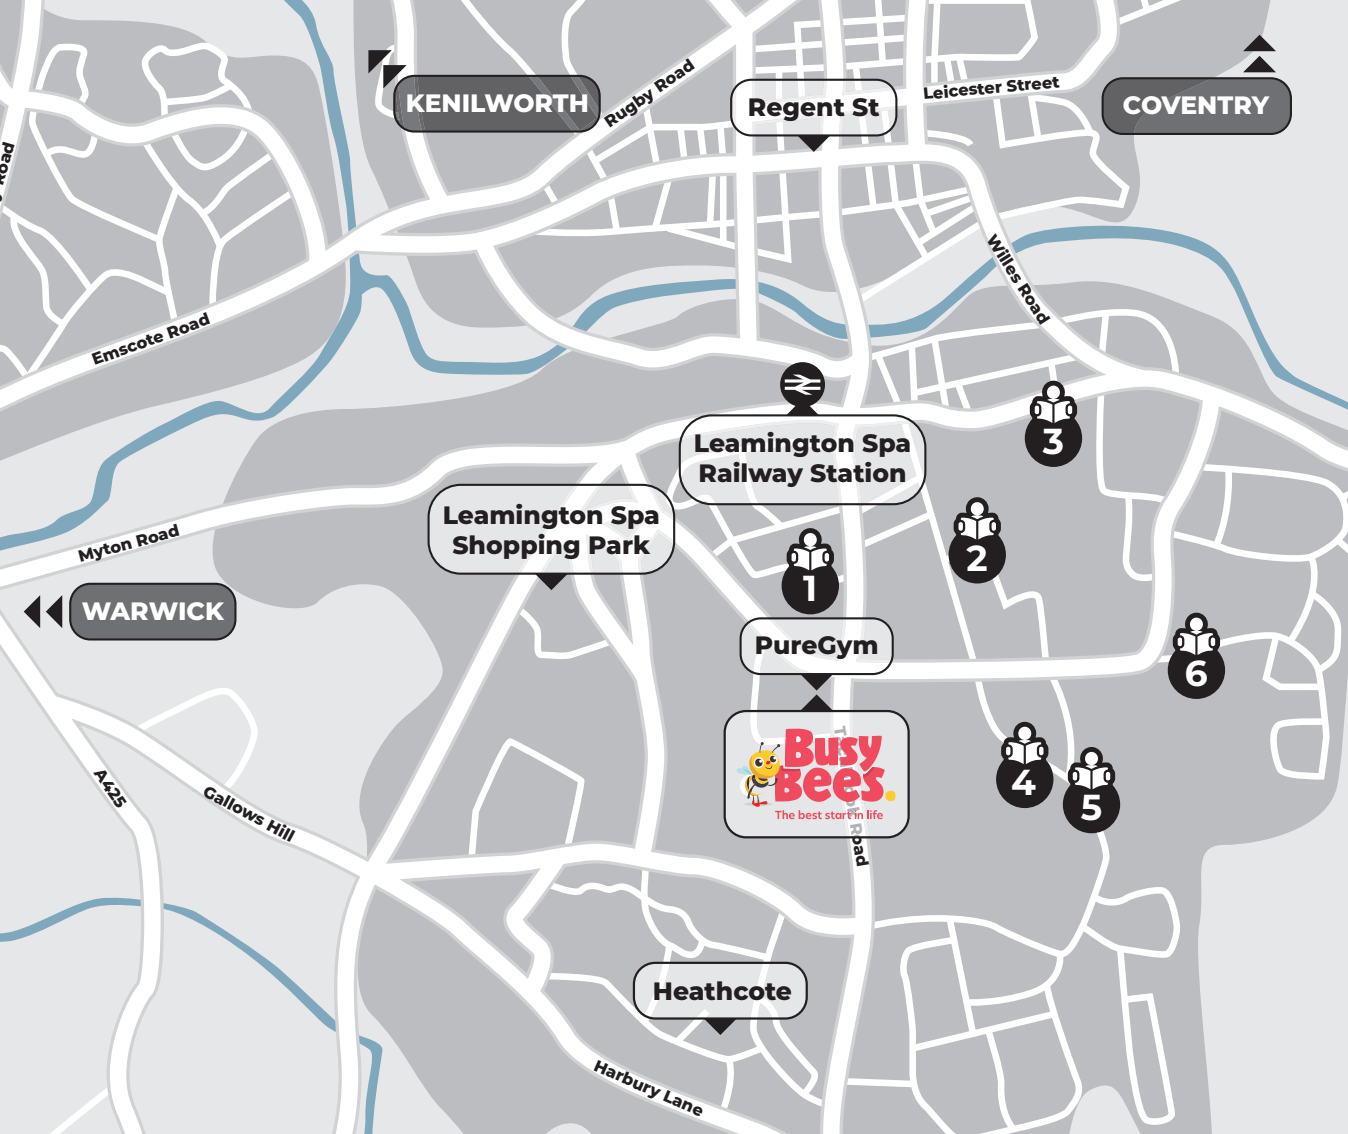 KENILWORTH
Rugby Road
Regent St
Leicester Street
COVENTRY
Road
Emscote Road
Willes Road
Leamington Spa
Railway Station
3
Leamington Spa
Shopping Park
Myton Road
2
1
WARWICK
PureGym
6
A425
Gallows Hill
Busy
Bees.
The best start in life
Road
4
5
Heathcote
Harbury Lane